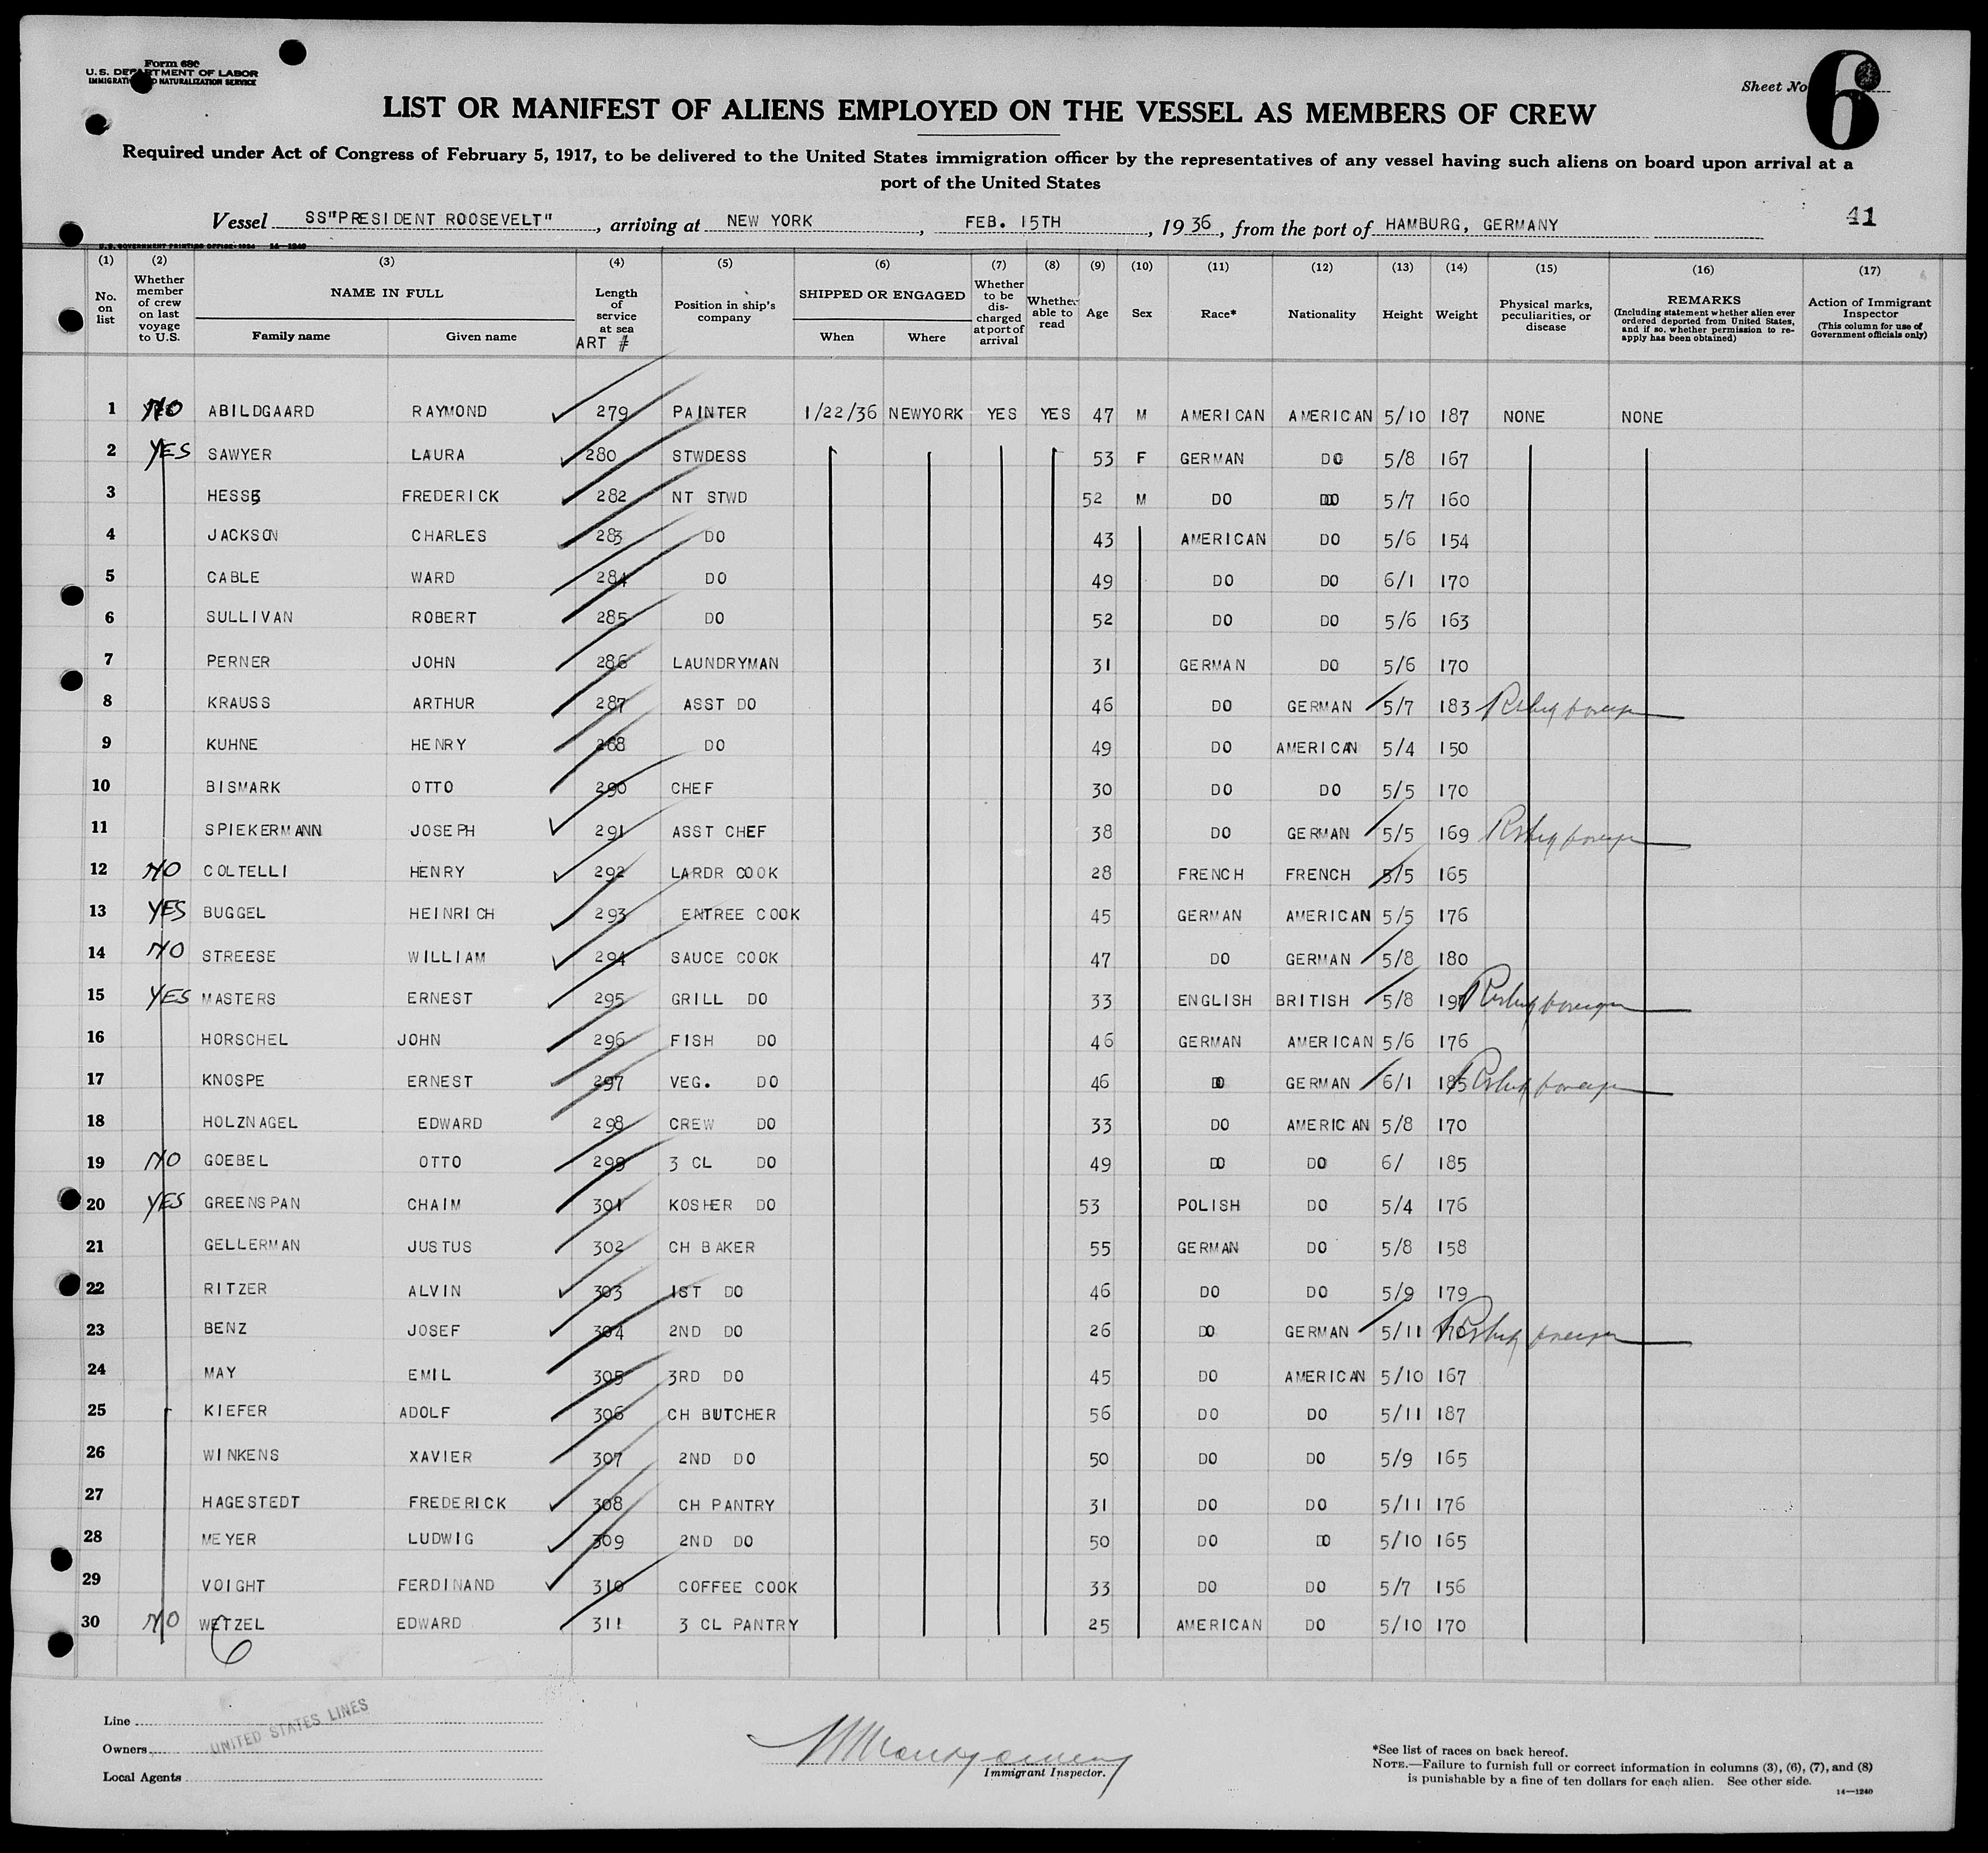 Form 680
U. S. DEPARTMENT OF LABOR
IMMIGRATION AND NATURALIZATION SERVICE
Sheet No. 6
LIST OR MANIFEST OF ALIENS EMPLOYED ON THE VESSEL AS MEMBERS OF CREW
Required under Act of Congress of February 5, 1917, to be delivered to the United States immigration officer by the representatives of any vessel having such aliens on board upon arrival at a
port of the United States
Vessel SS"PRESIDENT ROOSEVELT", arriving at NEW YORK, FEB. 15TH, 1936, from the port of HAMBURG, GERMANY 41
U.S. GOVERNMENT PRINTING OFFICE: 1934 14—1240
(1) (2) (3) (4) (5) (6) (7) (8) (9) (10) (11) (12) (13) (14) (15) (16) (17)
No. on list
Whether member of crew on last voyage to U.S.
NAME IN FULL
Family name Given name
Length of service at sea
ART #
Position in ship's company
SHIPPED OR ENGAGED
When Where
Whether to be discharged at port of arrival
Whether able to read
Age Sex Race* Nationality Height Weight
Physical marks, peculiarities, or disease
REMARKS
(Including statement whether alien ever ordered deported from United States, and if so, whether permission to reapply has been obtained)
Action of Immigrant Inspector
(This column for use of Government officials only)
1 NO ABILDGAARD RAYMOND 279 PAINTER 1/22/36 NEWYORK YES YES 47 M AMERICAN AMERICAN 5/10 187 NONE NONE
2 YES SAWYER LAURA 280 STWDESS 53 F GERMAN DO 5/8 167
3 HESSE FREDERICK 282 NT STWD 52 M DO DO 5/7 160
4 JACKSON CHARLES 283 DO 43 AMERICAN DO 5/6 154
5 CABLE WARD 284 DO 49 DO DO 6/1 170
6 SULLIVAN ROBERT 285 DO 52 DO DO 5/6 163
7 PERNER JOHN 286 LAUNDRYMAN 31 GERMAN DO 5/6 170
8 KRAUSS ARTHUR 287 ASST DO 46 DO GERMAN 5/7 183
9 KUHNE HENRY 268 DO 49 DO AMERICAN 5/4 150
10 BISMARK OTTO 290 CHEF 30 DO DO 5/5 170
11 SPIEKERMANN JOSEPH 291 ASST CHEF 38 DO GERMAN 5/5 169
12 NO COLTELLI HENRY 292 LARDR COOK 28 FRENCH FRENCH 5/5 165
13 YES BUGGEL HEINRICH 293 ENTREE COOK 45 GERMAN AMERICAN 5/5 176
14 NO STREESE WILLIAM 294 SAUCE COOK 47 DO GERMAN 5/8 180
15 YES MASTERS ERNEST 295 GRILL DO 33 ENGLISH BRITISH 5/8
16 HORSCHEL JOHN 296 FISH DO 46 GERMAN AMERICAN 5/6 176
17 KNOSPE ERNEST 297 VEG. DO 46 DO GERMAN 6/1 185
18 HOLZNAGEL EDWARD 298 CREW DO 33 DO AMERICAN 5/8 170
19 NO GOEBEL OTTO 299 3 CL DO 49 DO DO 6/ 185
20 YES GREENSPAN CHAIM 301 KOSHER DO 53 POLISH DO 5/4 176
21 GELLERMAN JUSTUS 302 CH BAKER 55 GERMAN DO 5/8 158
22 RITZER ALVIN 303 1ST DO 46 DO DO 5/9 179
23 BENZ JOSEF 304 2ND DO 26 DO GERMAN 5/11
24 MAY EMIL 305 3RD DO 45 DO AMERICAN 5/10 167
25 KIEFER ADOLF 306 CH BUTCHER 56 DO DO 5/11 187
26 WINKENS XAVIER 307 2ND DO 50 DO DO 5/9 165
27 HAGESTEDT FREDERICK 308 CH PANTRY 31 DO DO 5/11 176
28 MEYER LUDWIG 309 2ND DO 50 DO DO 5/10 165
29 VOIGHT FERDINAND 310 COFFEE COOK 33 DO DO 5/7 156
30 NO WETZEL EDWARD 311 3 CL PANTRY 25 AMERICAN DO 5/10 170
6
Line
Owners
Local Agents
UNITED STATES LINES
Immigrant Inspector.
*See list of races on back hereof.
NOTE.—Failure to furnish full or correct information in columns (3), (6), (7), and (8)
is punishable by a fine of ten dollars for each alien. See other side.
14—1240